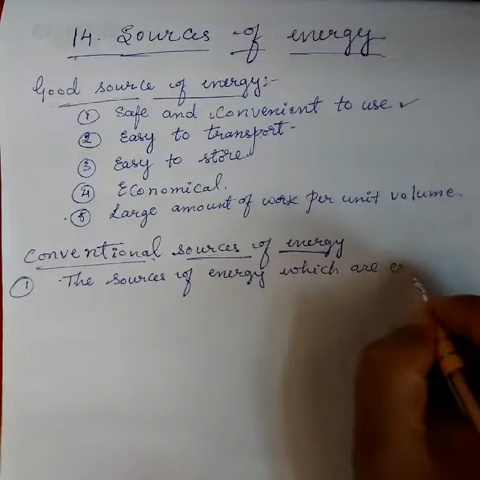 14. Sources of energy
Good source of energy:-
① Safe and convenient to use ✓
② Easy to transport.
③ Easy to store
④ Economical.
⑤ Large amount of work per unit volume.
Conventional sources of energy
① The sources of energy which are c